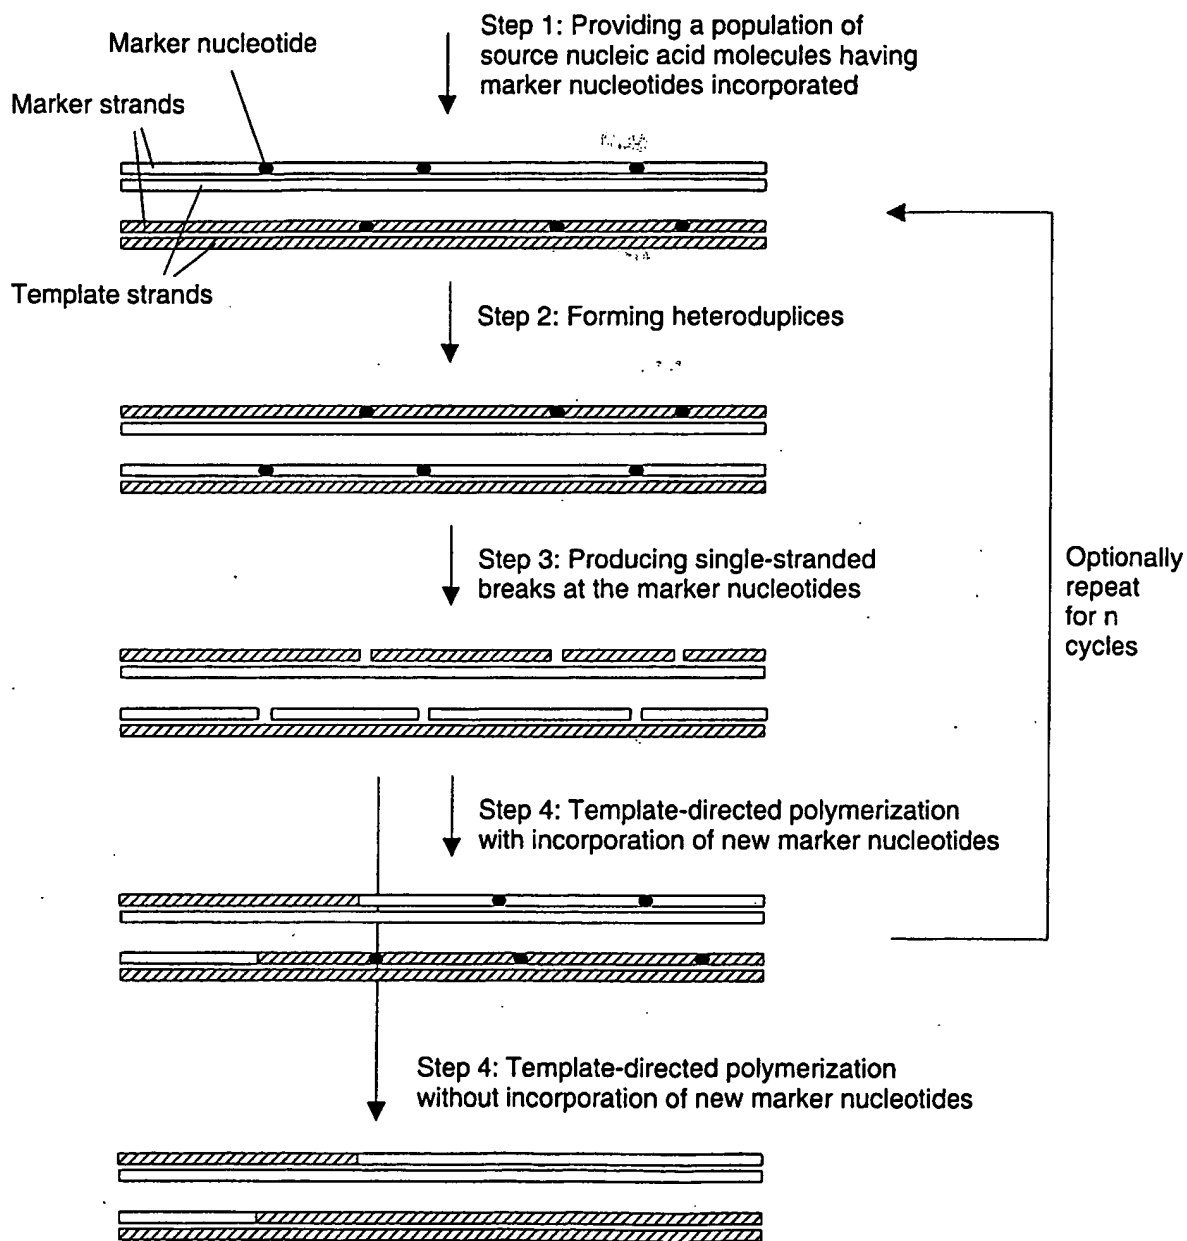 Step 1: Providing a population of
source nucleic acid molecules having
marker nucleotides incorporated
Marker nucleotide
Marker strands
Template strands
Step 2: Forming heteroduplices
Step 3: Producing single-stranded
breaks at the marker nucleotides
Optionally
repeat
for n
cycles
Step 4: Template-directed polymerization
with incorporation of new marker nucleotides
Step 4: Template-directed polymerization
without incorporation of new marker nucleotides